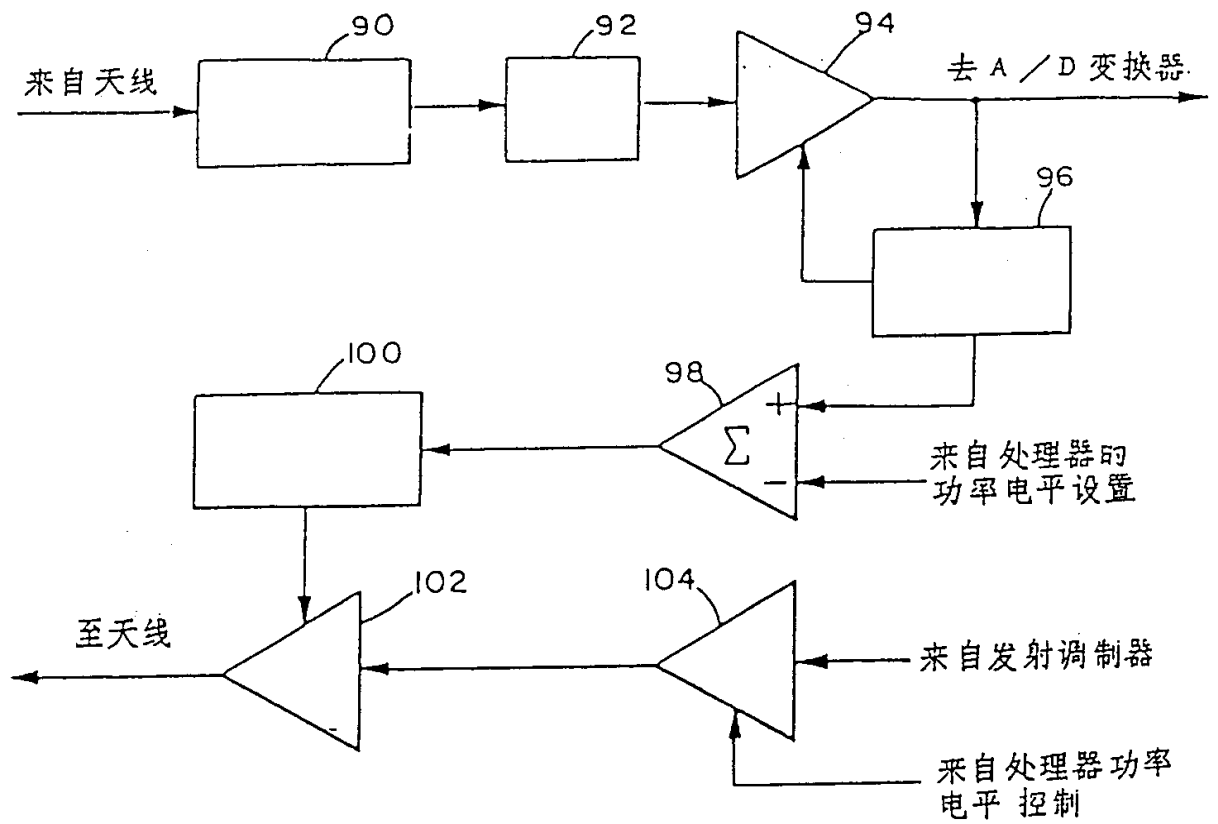 90
92
94
来自天线
去 A / D 变换器
96
100
98
+
Σ
−
来自处理器的
功率电平设置
102
104
至天线
来自发射调制器
来自处理器功率
电平 控制